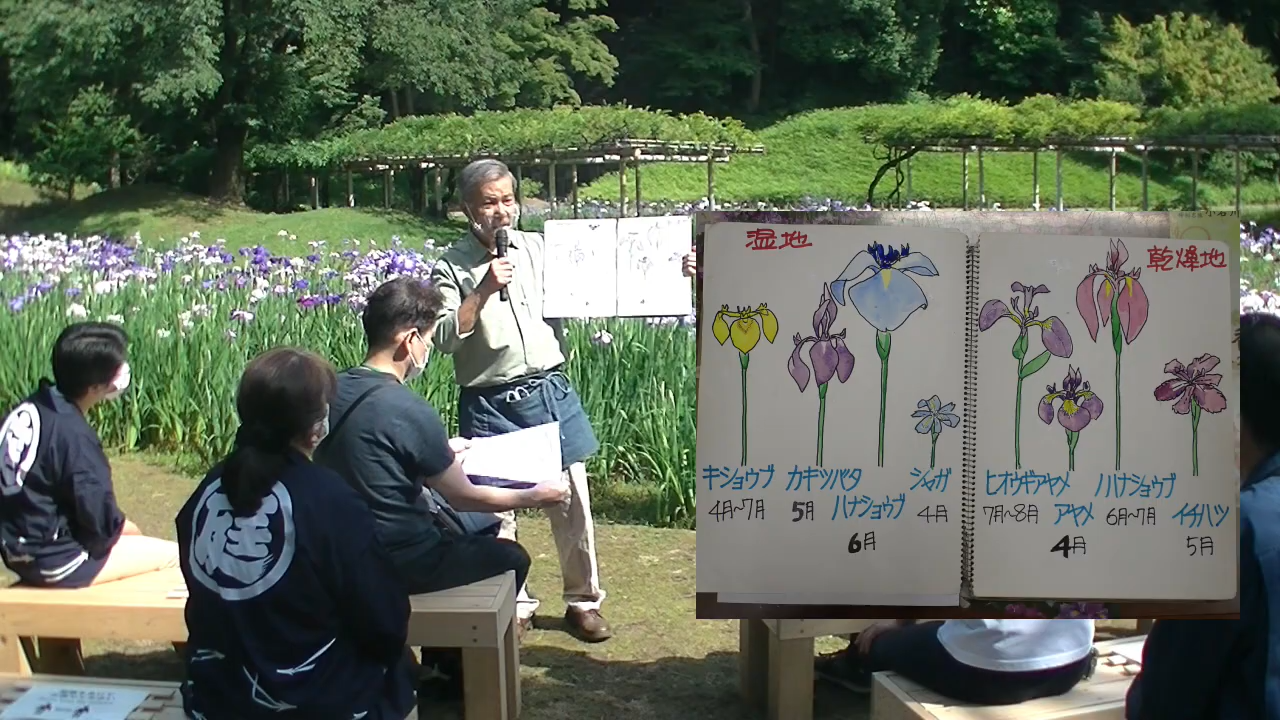 湿地
乾燥地
キショウブ カキツバタ シャガ
4月~7月 5月 ハナショウブ 4月
6月
ヒオウギアヤメ ノハナショウブ
7月~8月 アヤメ 6月~7月 イチハツ
4月 5月